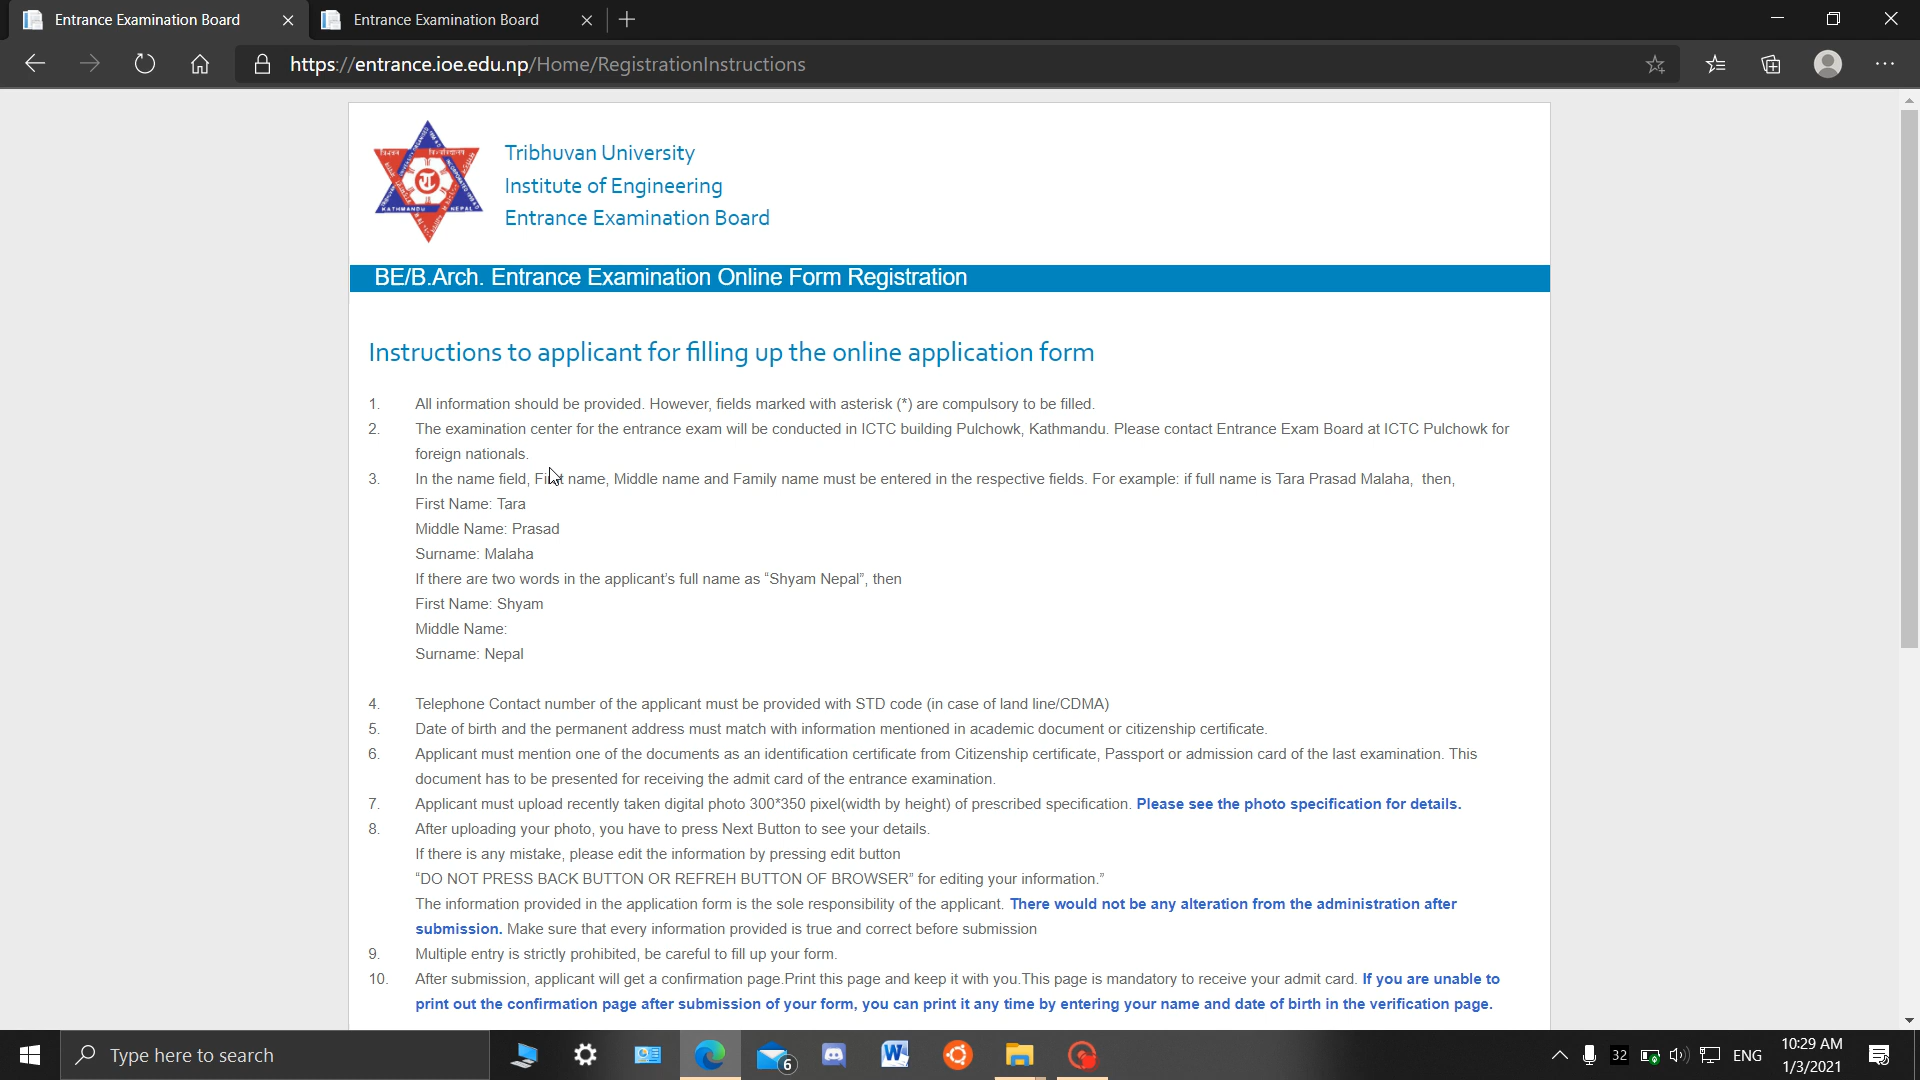 Entrance Examination Board
Entrance Examination Board
https://entrance.ioe.edu.np/Home/RegistrationInstructions
KATHMANDU NEPAL
Tribhuvan University
Institute of Engineering
Entrance Examination Board
BE/B.Arch. Entrance Examination Online Form Registration
Instructions to applicant for filling up the online application form
1. All information should be provided. However, fields marked with asterisk (*) are compulsory to be filled.
2. The examination center for the entrance exam will be conducted in ICTC building Pulchowk, Kathmandu. Please contact Entrance Exam Board at ICTC Pulchowk for
foreign nationals.
3. In the name field, First name, Middle name and Family name must be entered in the respective fields. For example: if full name is Tara Prasad Malaha, then,
First Name: Tara
Middle Name: Prasad
Surname: Malaha
If there are two words in the applicant's full name as “Shyam Nepal”, then
First Name: Shyam
Middle Name:
Surname: Nepal
4. Telephone Contact number of the applicant must be provided with STD code (in case of land line/CDMA)
5. Date of birth and the permanent address must match with information mentioned in academic document or citizenship certificate.
6. Applicant must mention one of the documents as an identification certificate from Citizenship certificate, Passport or admission card of the last examination. This
document has to be presented for receiving the admit card of the entrance examination.
7. Applicant must upload recently taken digital photo 300*350 pixel(width by height) of prescribed specification. Please see the photo specification for details.
8. After uploading your photo, you have to press Next Button to see your details.
If there is any mistake, please edit the information by pressing edit button
“DO NOT PRESS BACK BUTTON OR REFREH BUTTON OF BROWSER” for editing your information.”
The information provided in the application form is the sole responsibility of the applicant. There would not be any alteration from the administration after
submission. Make sure that every information provided is true and correct before submission
9. Multiple entry is strictly prohibited, be careful to fill up your form.
10. After submission, applicant will get a confirmation page.Print this page and keep it with you.This page is mandatory to receive your admit card. If you are unable to
print out the confirmation page after submission of your form, you can print it any time by entering your name and date of birth in the verification page.
Type here to search
6
32
ENG
10:29 AM
1/3/2021